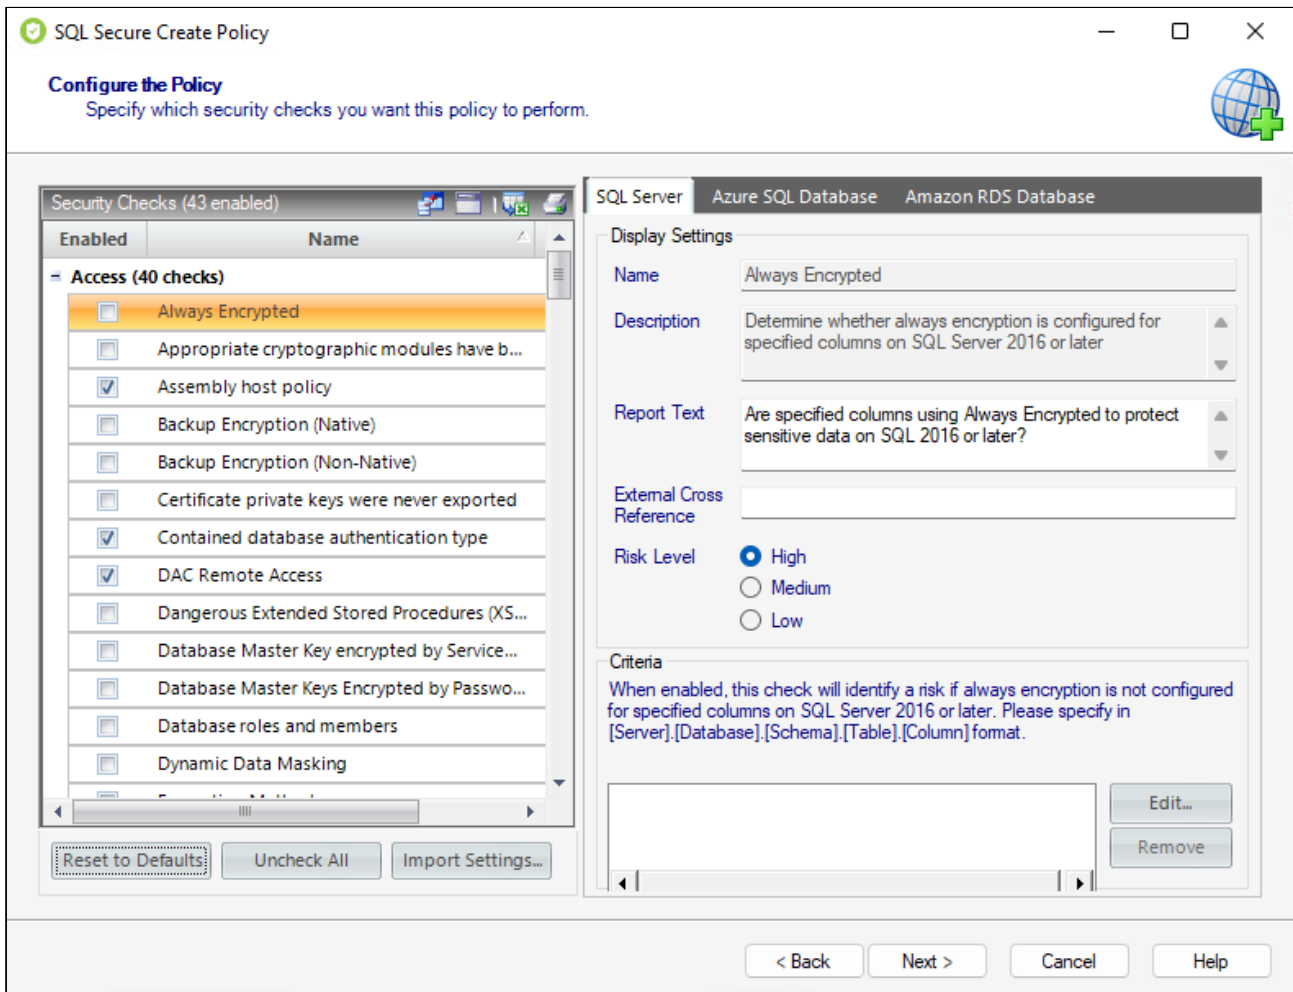 SQL Secure Create Policy
Configure the Policy
Specify which security checks you want this policy to perform.
Security Checks (43 enabled)
Enabled Name
Access (40 checks)
Always Encrypted
Appropriate cryptographic modules have b...
Assembly host policy
Backup Encryption (Native)
Backup Encryption (Non-Native)
Certificate private keys were never exported
Contained database authentication type
DAC Remote Access
Dangerous Extended Stored Procedures (XS...
Database Master Key encrypted by Service...
Database Master Keys Encrypted by Passwo...
Database roles and members
Dynamic Data Masking
Reset to Defaults Uncheck All Import Settings...
SQL Server Azure SQL Database Amazon RDS Database
Display Settings
Name Always Encrypted
Description Determine whether always encryption is configured for
specified columns on SQL Server 2016 or later
Report Text Are specified columns using Always Encrypted to protect
sensitive data on SQL 2016 or later?
External Cross
Reference
Risk Level High
Medium
Low
Criteria
When enabled, this check will identify a risk if always encryption is not configured
for specified columns on SQL Server 2016 or later. Please specify in
[Server].[Database].[Schema].[Table].[Column] format.
Edit...
Remove
< Back Next > Cancel Help